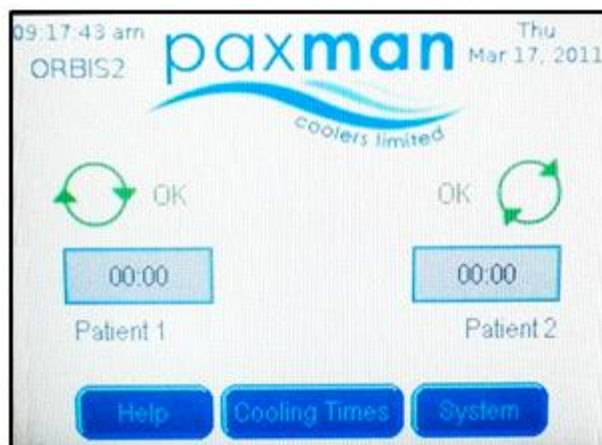 09:17:43 am
ORBIS2
paxman
coolers limited
Thu
Mar 17, 2011
OK
OK
00:00
00:00
Patient 1
Patient 2
Help
Cooling Times
System